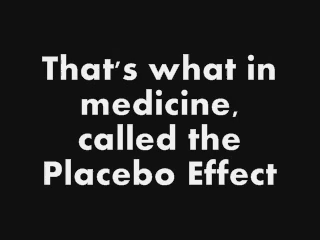 That's what in
medicine,
called the
Placebo Effect